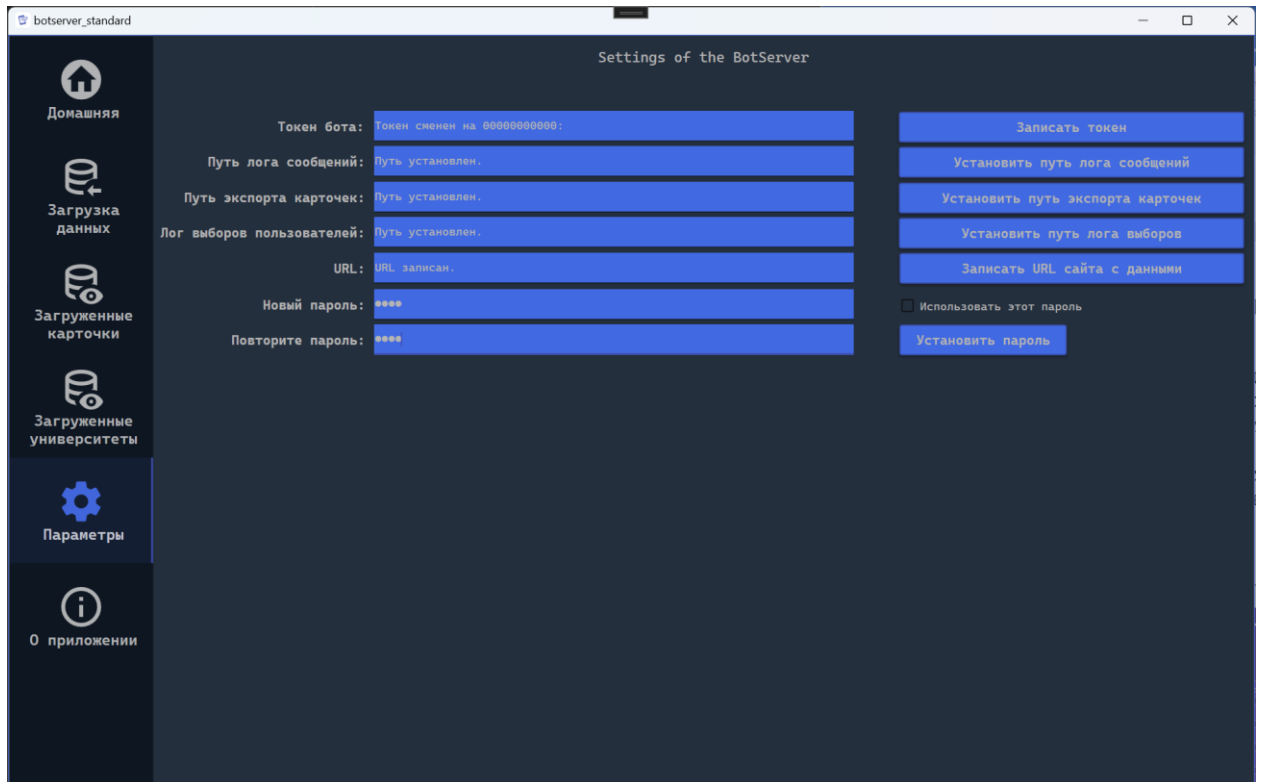 botserver_standard
Settings of the BotServer
Домашняя
Загрузка
данных
Загруженные
карточки
Загруженные
университеты
Параметры
О приложении
Токен бота: Токен сменен на 00000000000: Записать токен
Путь лога сообщений: Путь установлен. Установить путь лога сообщений
Путь экспорта карточек: Путь установлен. Установить путь экспорта карточек
Лог выборов пользователей: Путь установлен. Установить путь лога выборов
URL: URL записан. Записать URL сайта с данными
Новый пароль: •••• Использовать этот пароль
Повторите пароль: •••• Установить пароль